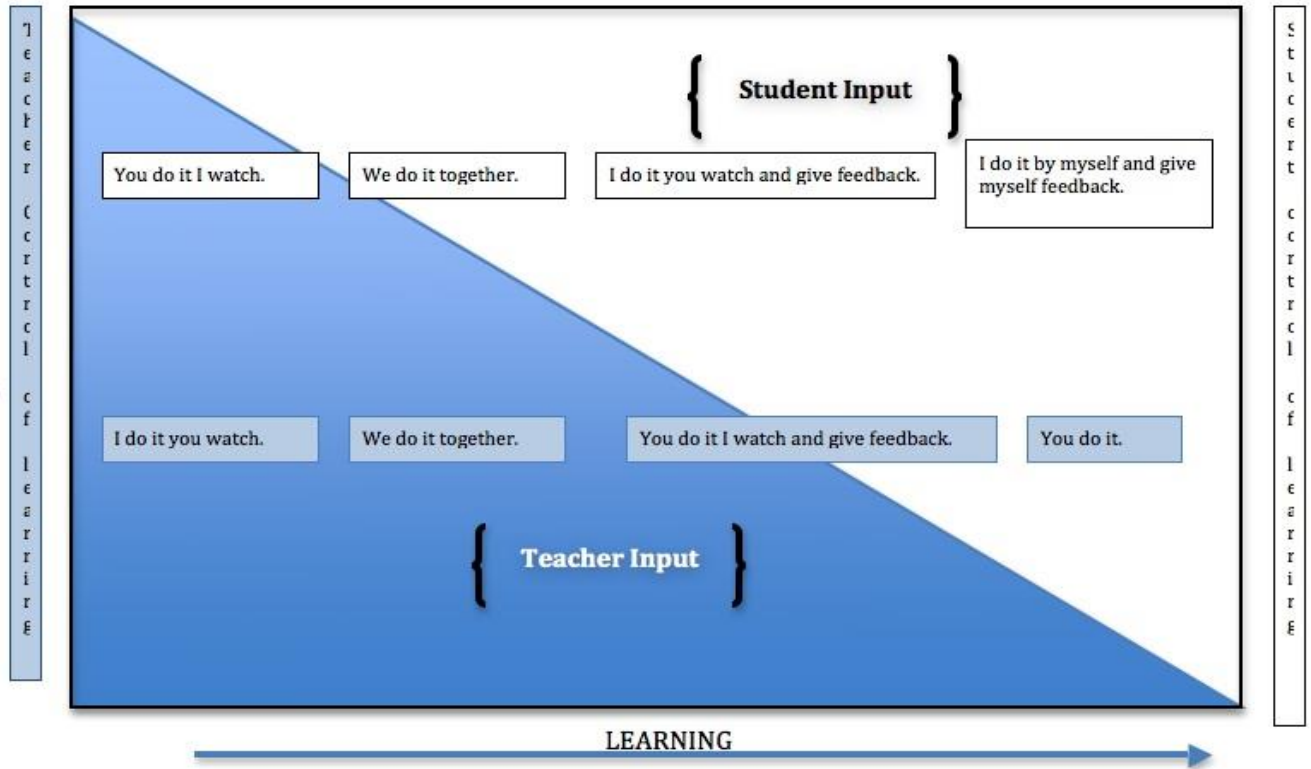 Teacher Control of learning
Student Input
You do it I watch.
We do it together.
I do it you watch and give feedback.
I do it by myself and give
myself feedback.
I do it you watch.
We do it together.
You do it I watch and give feedback.
You do it.
Teacher Input
LEARNING
Student control of learning